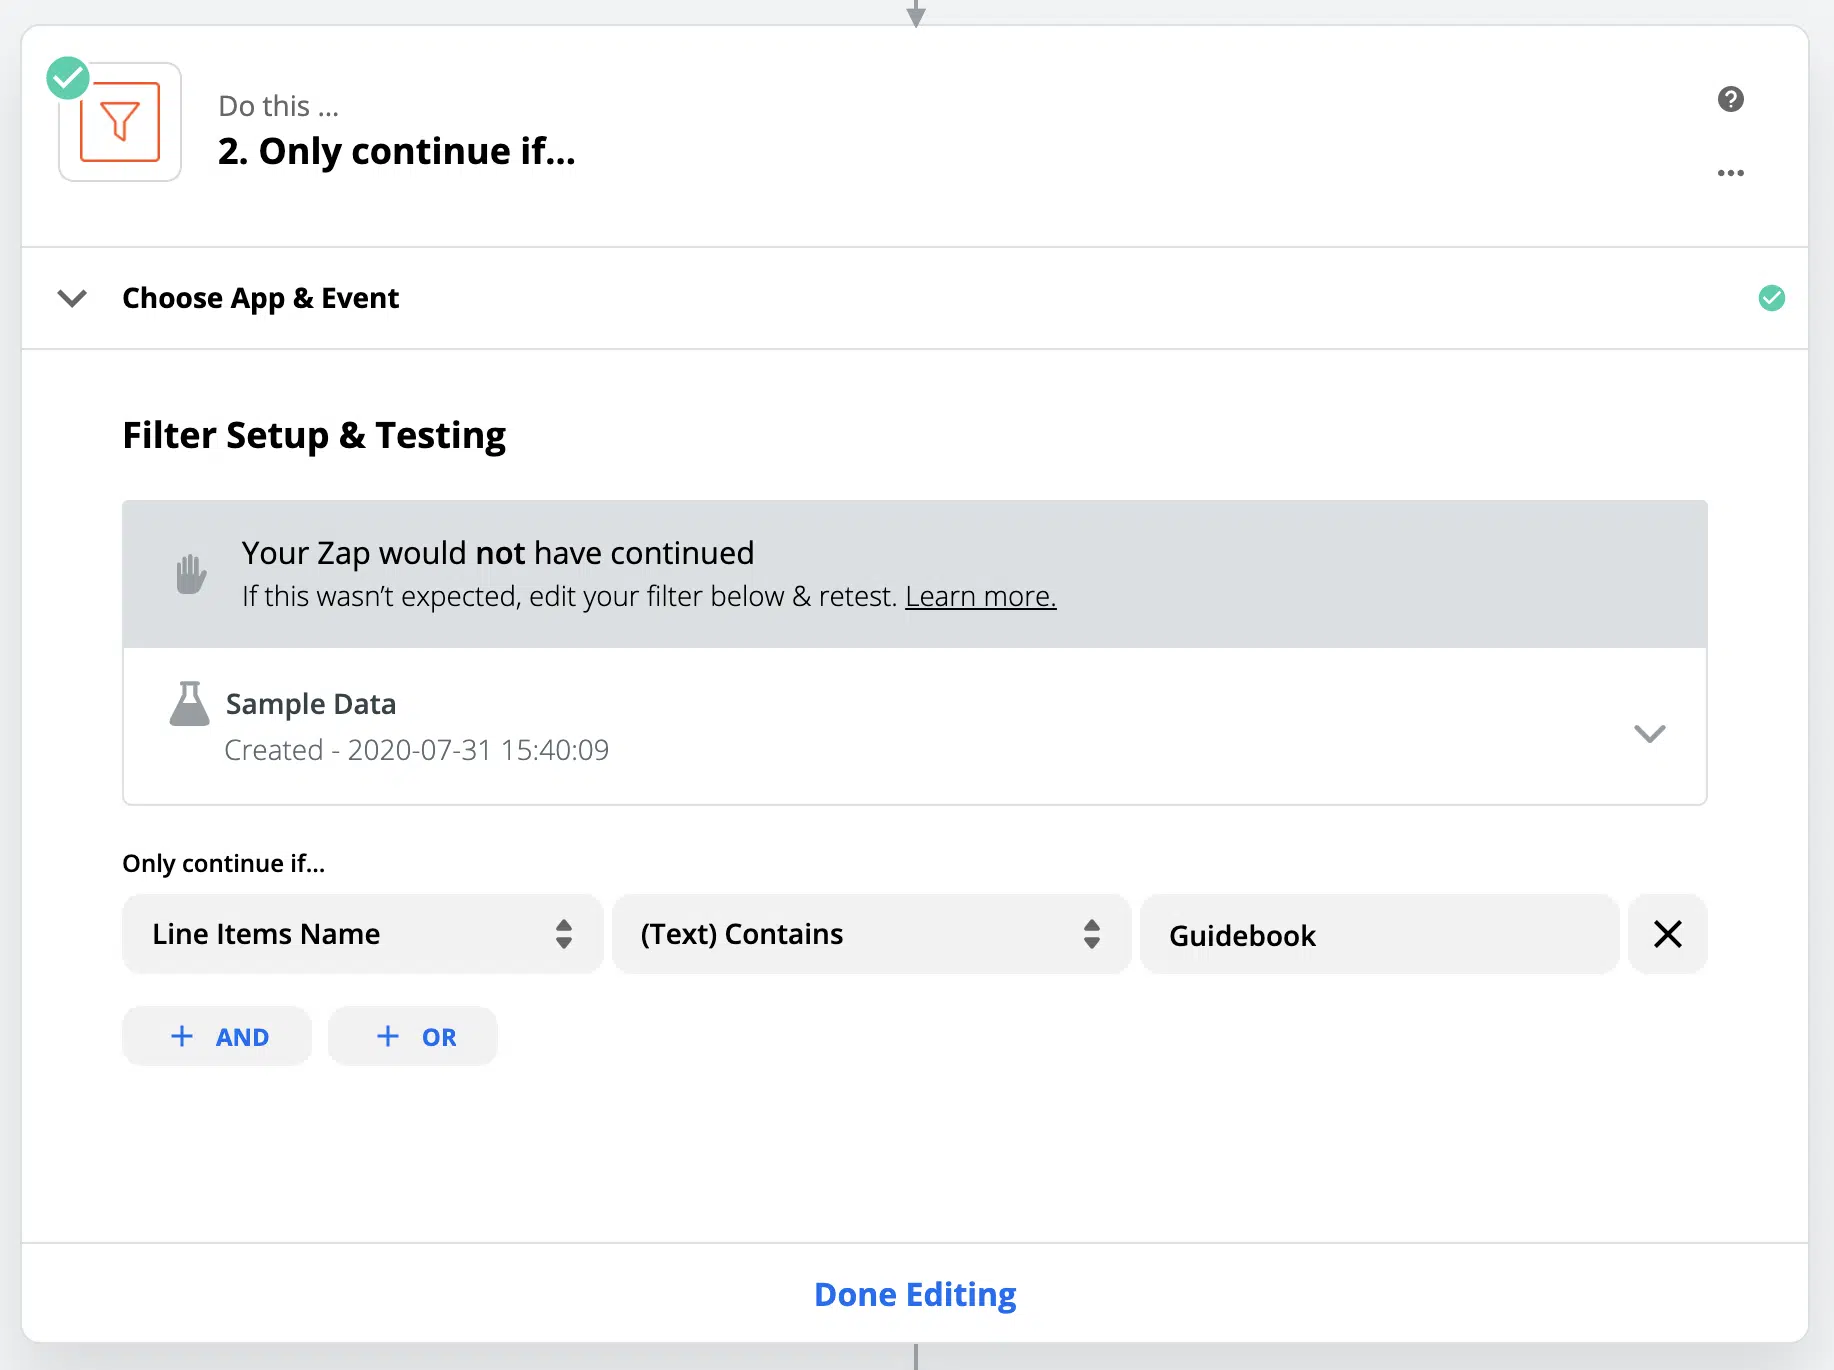 Do this ...
2. Only continue if...
Choose App & Event
Filter Setup & Testing
Your Zap would not have continued
If this wasn’t expected, edit your filter below & retest. Learn more.
Sample Data
Created - 2020-07-31 15:40:09
Only continue if...
Line Items Name (Text) Contains Guidebook
+ AND + OR
Done Editing